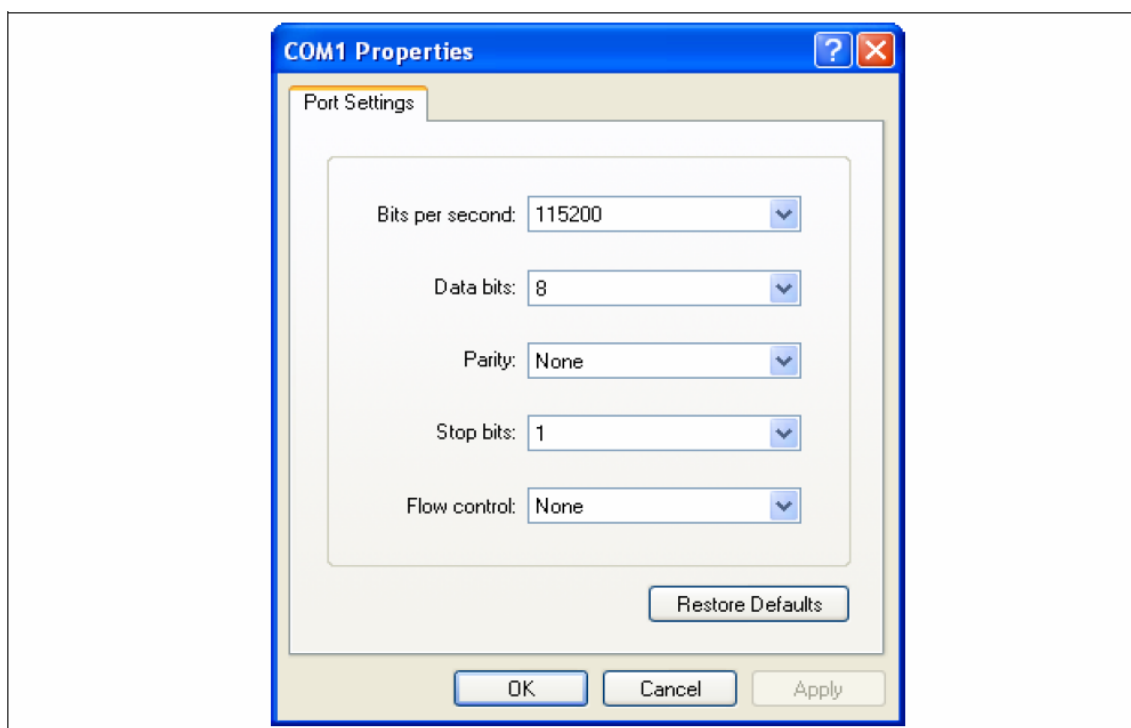 COM1 Properties
Port Settings
Bits per second: 115200
Data bits: 8
Parity: None
Stop bits: 1
Flow control: None
Restore Defaults
OK Cancel Apply